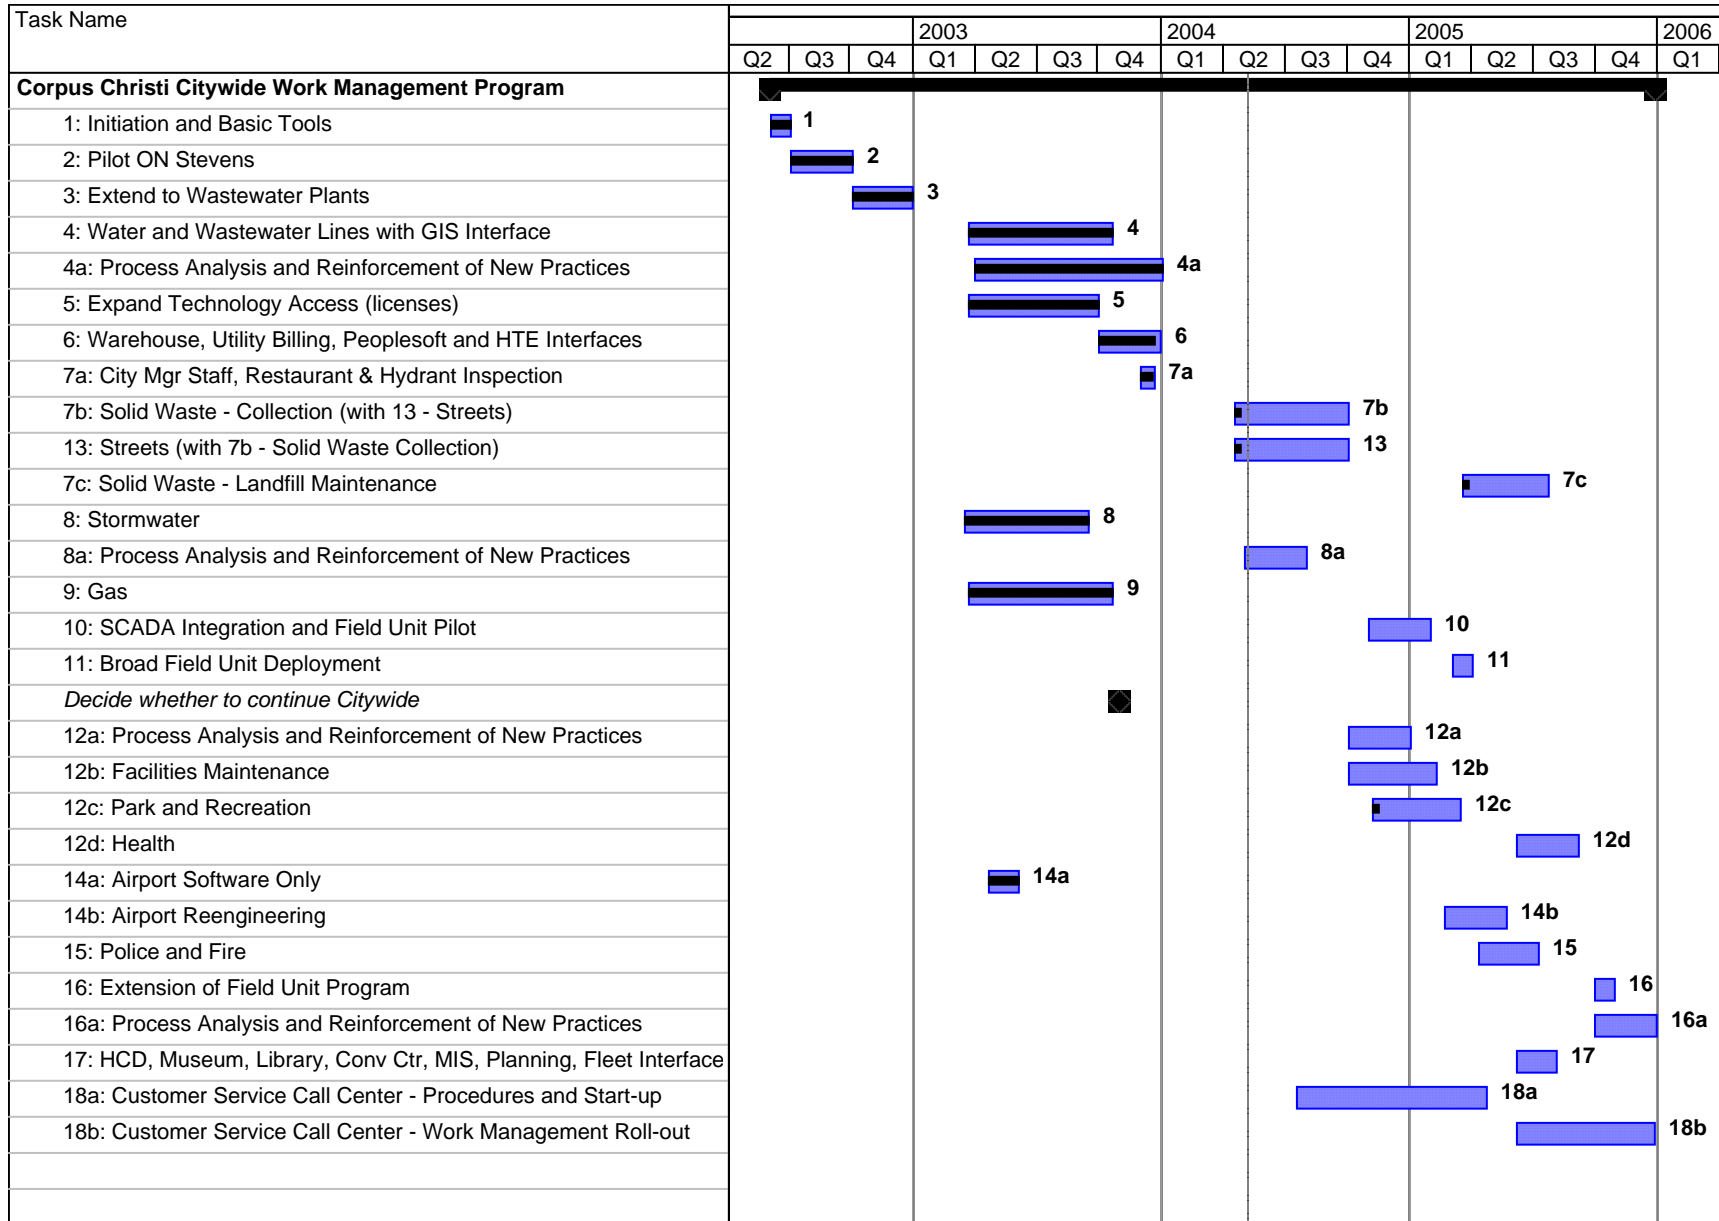 Task Name
2003 2004 2005 2006
Q2 Q3 Q4 Q1 Q2 Q3 Q4 Q1 Q2 Q3 Q4 Q1 Q2 Q3 Q4 Q1
Corpus Christi Citywide Work Management Program
1: Initiation and Basic Tools 1
2: Pilot ON Stevens 2
3: Extend to Wastewater Plants 3
4: Water and Wastewater Lines with GIS Interface 4
4a: Process Analysis and Reinforcement of New Practices 4a
5: Expand Technology Access (licenses) 5
6: Warehouse, Utility Billing, Peoplesoft and HTE Interfaces 6
7a: City Mgr Staff, Restaurant & Hydrant Inspection 7a
7b: Solid Waste - Collection (with 13 - Streets) 7b
13: Streets (with 7b - Solid Waste Collection) 13
7c: Solid Waste - Landfill Maintenance 7c
8: Stormwater 8
8a: Process Analysis and Reinforcement of New Practices 8a
9: Gas 9
10: SCADA Integration and Field Unit Pilot 10
11: Broad Field Unit Deployment 11
Decide whether to continue Citywide
12a: Process Analysis and Reinforcement of New Practices 12a
12b: Facilities Maintenance 12b
12c: Park and Recreation 12c
12d: Health 12d
14a: Airport Software Only 14a
14b: Airport Reengineering 14b
15: Police and Fire 15
16: Extension of Field Unit Program 16
16a: Process Analysis and Reinforcement of New Practices 16a
17: HCD, Museum, Library, Conv Ctr, MIS, Planning, Fleet Interface 17
18a: Customer Service Call Center - Procedures and Start-up 18a
18b: Customer Service Call Center - Work Management Roll-out 18b